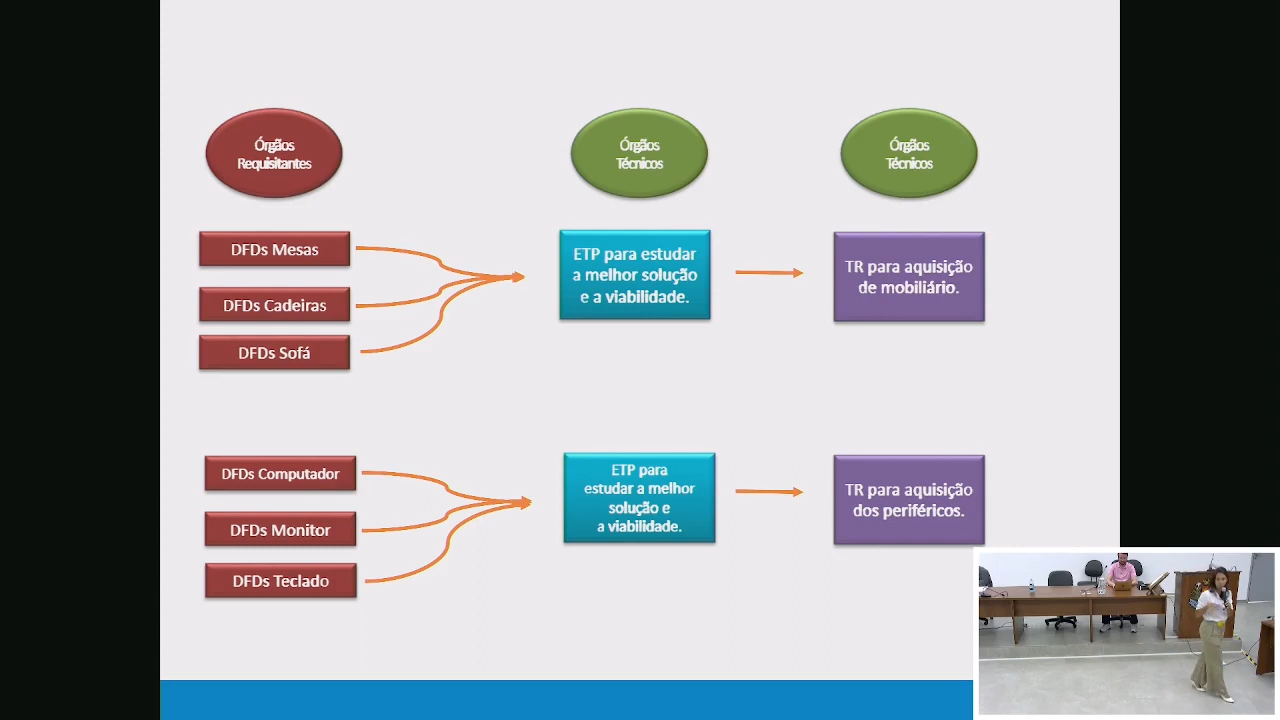 Órgãos
Requisitantes
Órgãos
Técnicos
Órgãos
Técnicos
DFDs Mesas
DFDs Cadeiras
DFDs Sofá
ETP para estudar
a melhor solução
e a viabilidade.
TR para aquisição
de mobiliário.
DFDs Computador
DFDs Monitor
DFDs Teclado
ETP para
estudar a melhor
solução e
a viabilidade.
TR para aquisição
dos periféricos.